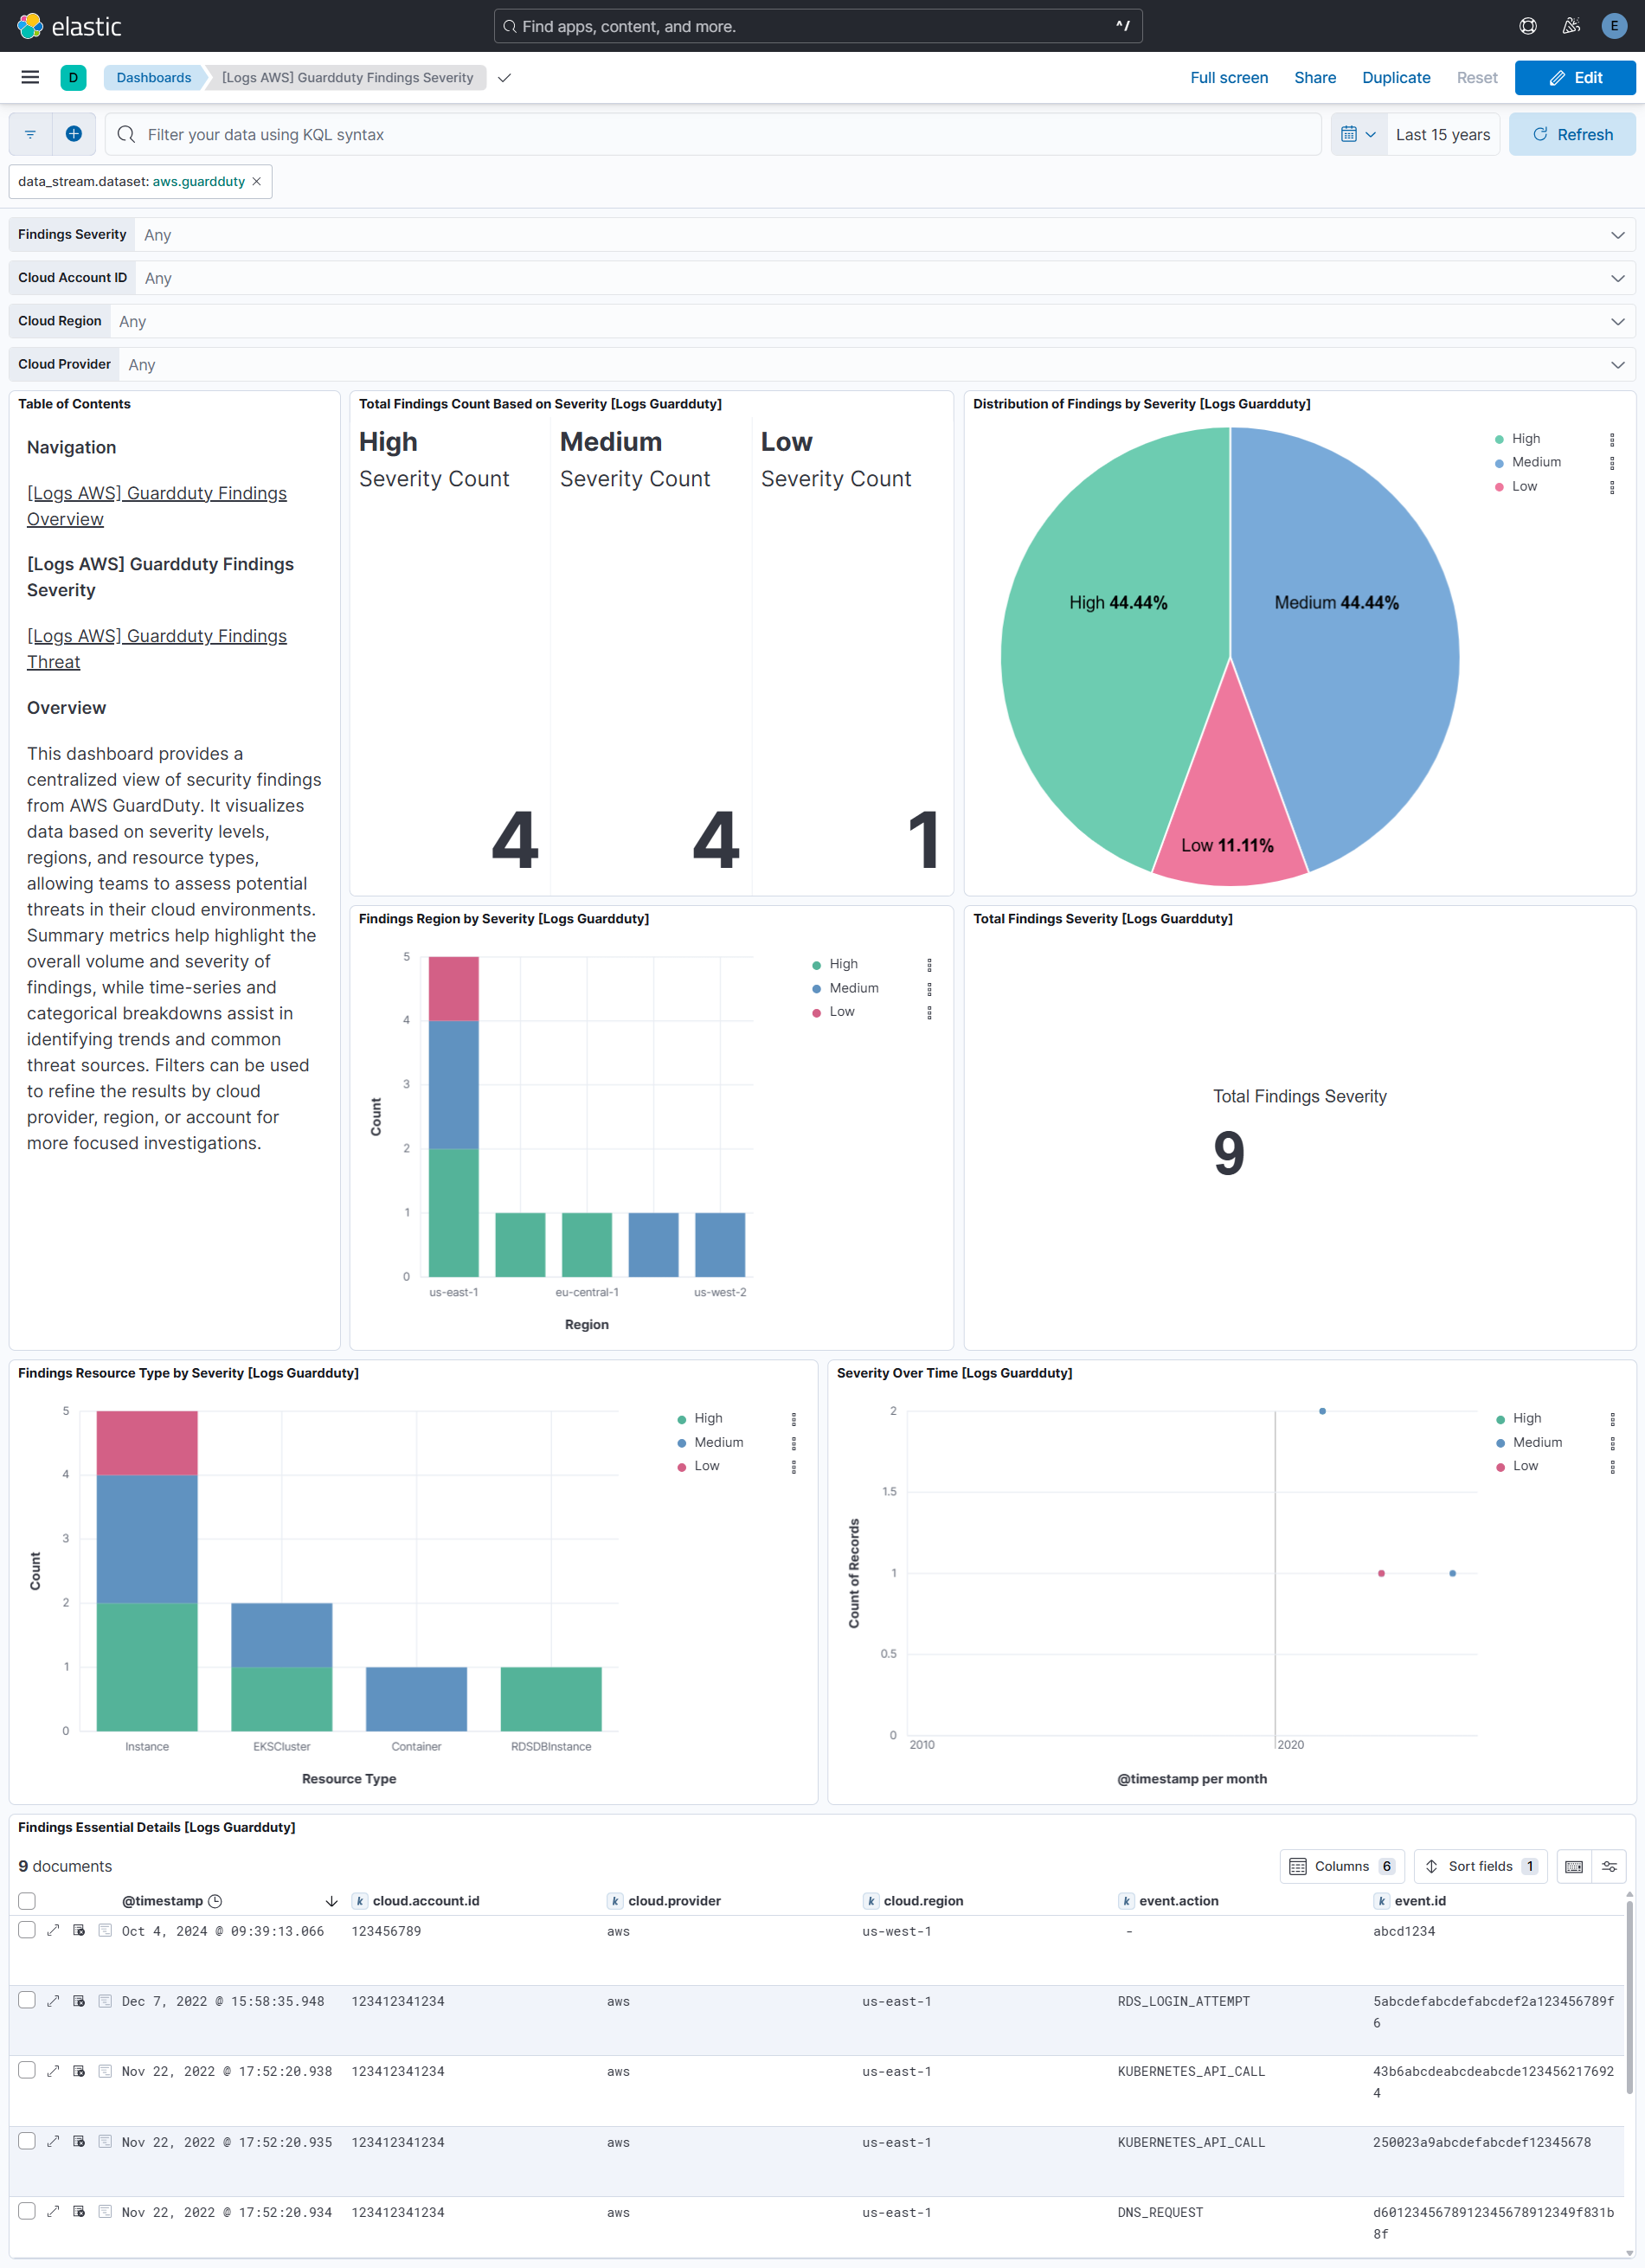 elastic
Find apps, content, and more.
^/
E
D
Dashboards
[Logs AWS] Guardduty Findings Severity
Full screen
Share
Duplicate
Reset
Edit
Filter your data using KQL syntax
Last 15 years
Refresh
data_stream.dataset: aws.guardduty
Findings Severity
Any
Cloud Account ID
Any
Cloud Region
Any
Cloud Provider
Any
Table of Contents
Navigation
[Logs AWS] Guardduty Findings
Overview
[Logs AWS] Guardduty Findings
Severity
[Logs AWS] Guardduty Findings
Threat
Overview
This dashboard provides a
centralized view of security findings
from AWS GuardDuty. It visualizes
data based on severity levels,
regions, and resource types,
allowing teams to assess potential
threats in their cloud environments.
Summary metrics help highlight the
overall volume and severity of
findings, while time-series and
categorical breakdowns assist in
identifying trends and common
threat sources. Filters can be used
to refine the results by cloud
provider, region, or account for
more focused investigations.
Total Findings Count Based on Severity [Logs Guardduty]
High
Severity Count
4
Medium
Severity Count
4
Low
Severity Count
1
Distribution of Findings by Severity [Logs Guardduty]
High 44.44%
Medium 44.44%
Low 11.11%
High
Medium
Low
Findings Region by Severity [Logs Guardduty]
Count
5
4
3
2
1
0
us-east-1
eu-central-1
us-west-2
Region
High
Medium
Low
Total Findings Severity [Logs Guardduty]
Total Findings Severity
9
Findings Resource Type by Severity [Logs Guardduty]
Count
5
4
3
2
1
0
Instance
EKSCluster
Container
RDSDBInstance
Resource Type
High
Medium
Low
Severity Over Time [Logs Guardduty]
Count of Records
2
1.5
1
0.5
0
2010
2020
@timestamp per month
High
Medium
Low
Findings Essential Details [Logs Guardduty]
9 documents
Columns 6
Sort fields 1
@timestamp
k cloud.account.id
k cloud.provider
k cloud.region
k event.action
k event.id
Oct 4, 2024 @ 09:39:13.066
123456789
aws
us-west-1
-
abcd1234
Dec 7, 2022 @ 15:58:35.948
123412341234
aws
us-east-1
RDS_LOGIN_ATTEMPT
5abcdefabcdefabcdef2a123456789f
6
Nov 22, 2022 @ 17:52:20.938
123412341234
aws
us-east-1
KUBERNETES_API_CALL
43b6abcdeabcdeabcde123456217692
4
Nov 22, 2022 @ 17:52:20.935
123412341234
aws
us-east-1
KUBERNETES_API_CALL
250023a9abcdefabcdef12345678
Nov 22, 2022 @ 17:52:20.934
123412341234
aws
us-east-1
DNS_REQUEST
d6012345678912345678912349f831b
8f